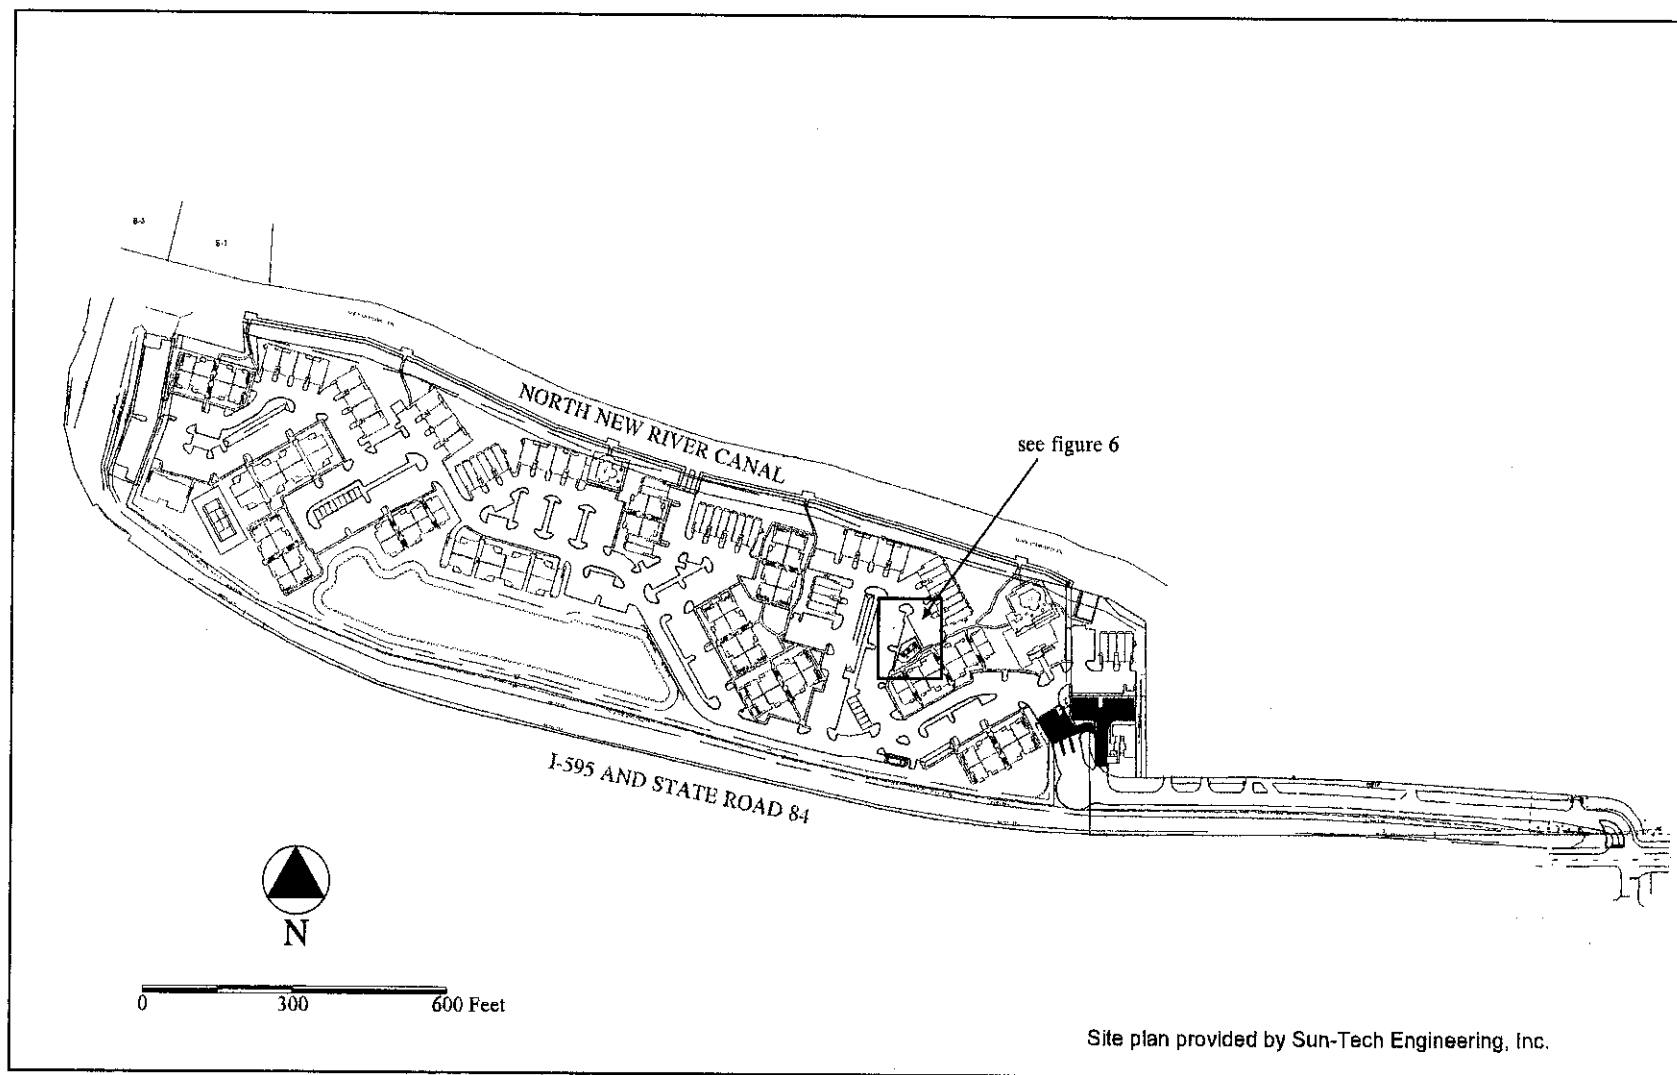 NORTH NEW RIVER CANAL
see figure 6
I-595 AND STATE ROAD 84
N
0 300 600 Feet
Site plan provided by Sun-Tech Engineering, Inc.